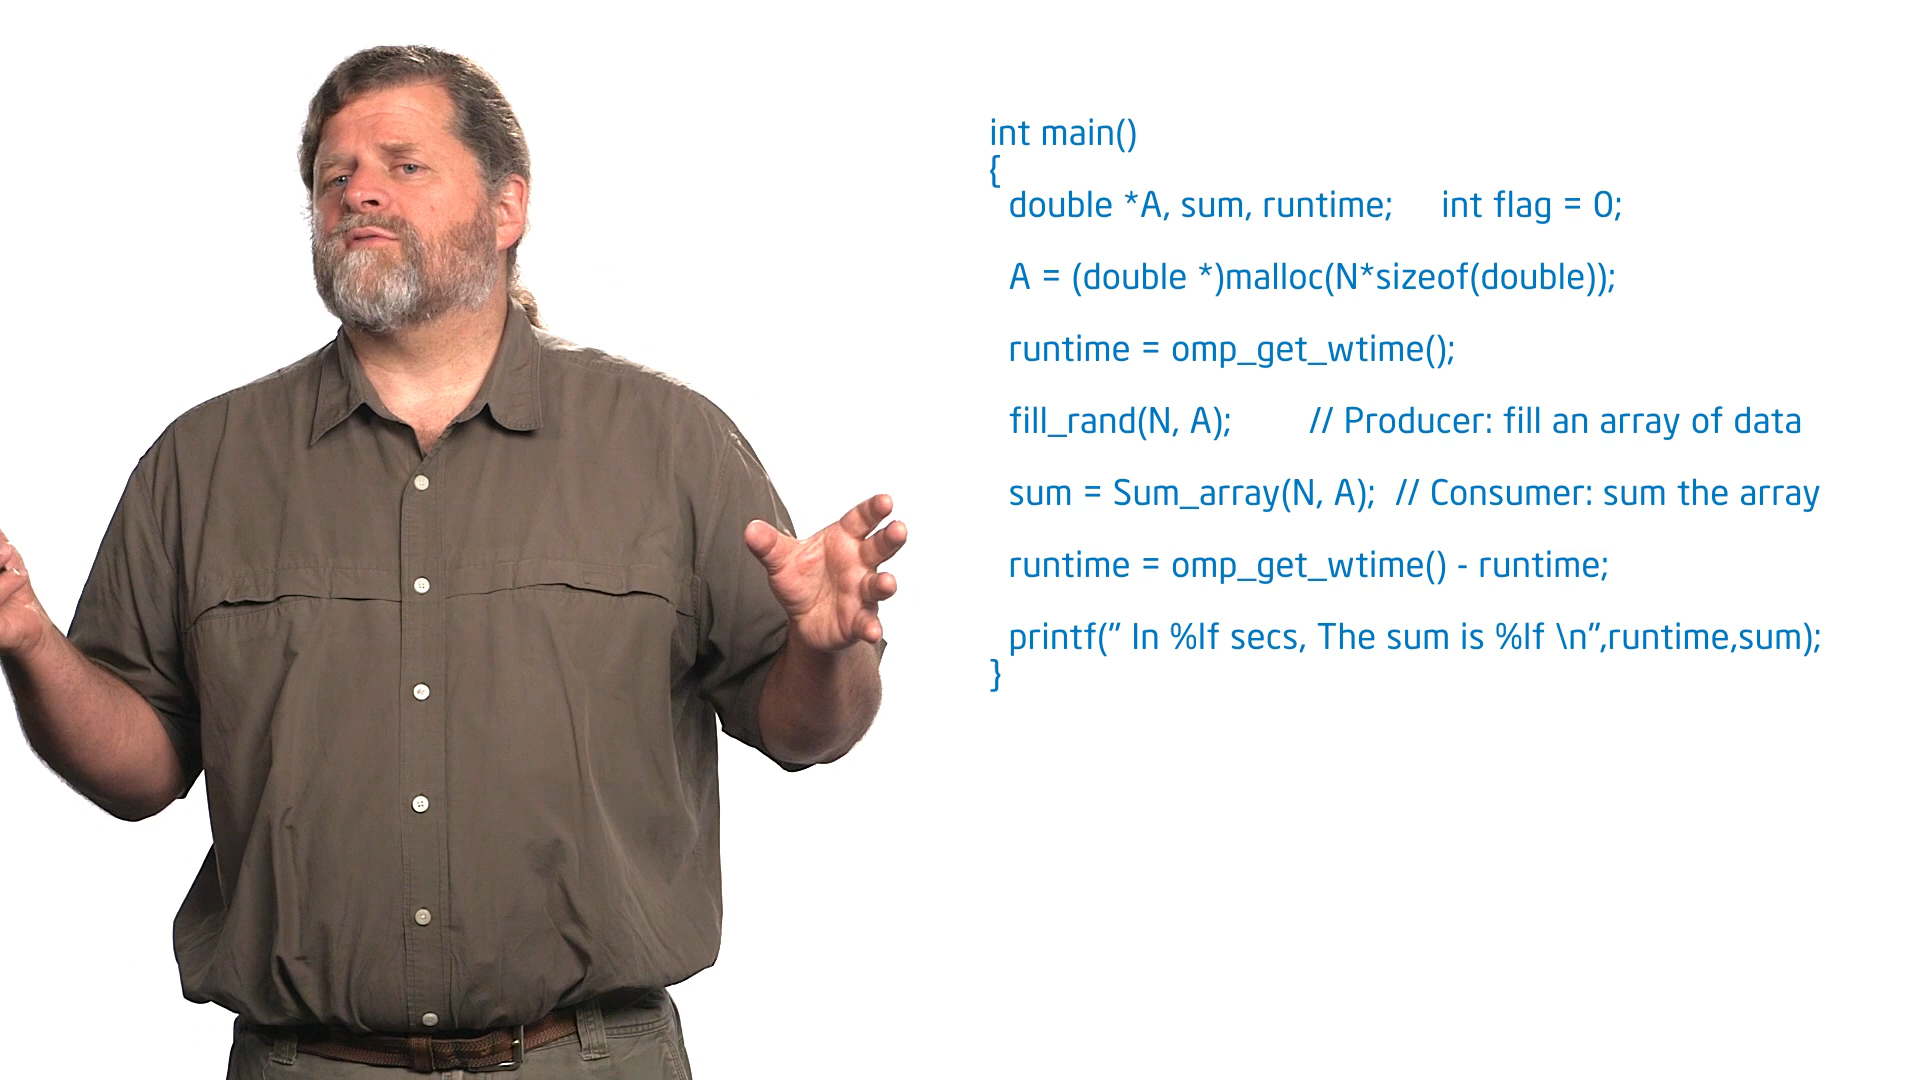 int main()
{
double *A, sum, runtime; int flag = 0;
A = (double *)malloc(N*sizeof(double));
runtime = omp_get_wtime();
fill_rand(N, A); // Producer: fill an array of data
sum = Sum_array(N, A); // Consumer: sum the array
runtime = omp_get_wtime() - runtime;
printf(” In %lf secs, The sum is %lf \n”,runtime,sum);
}